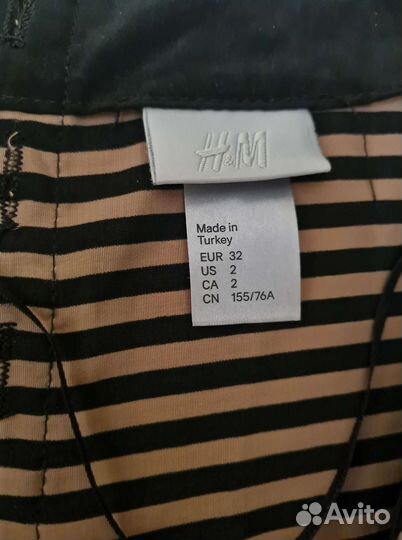 H&M
Made in
Turkey
EUR 32
US 2
CA 2
CN 155/76A
Avito